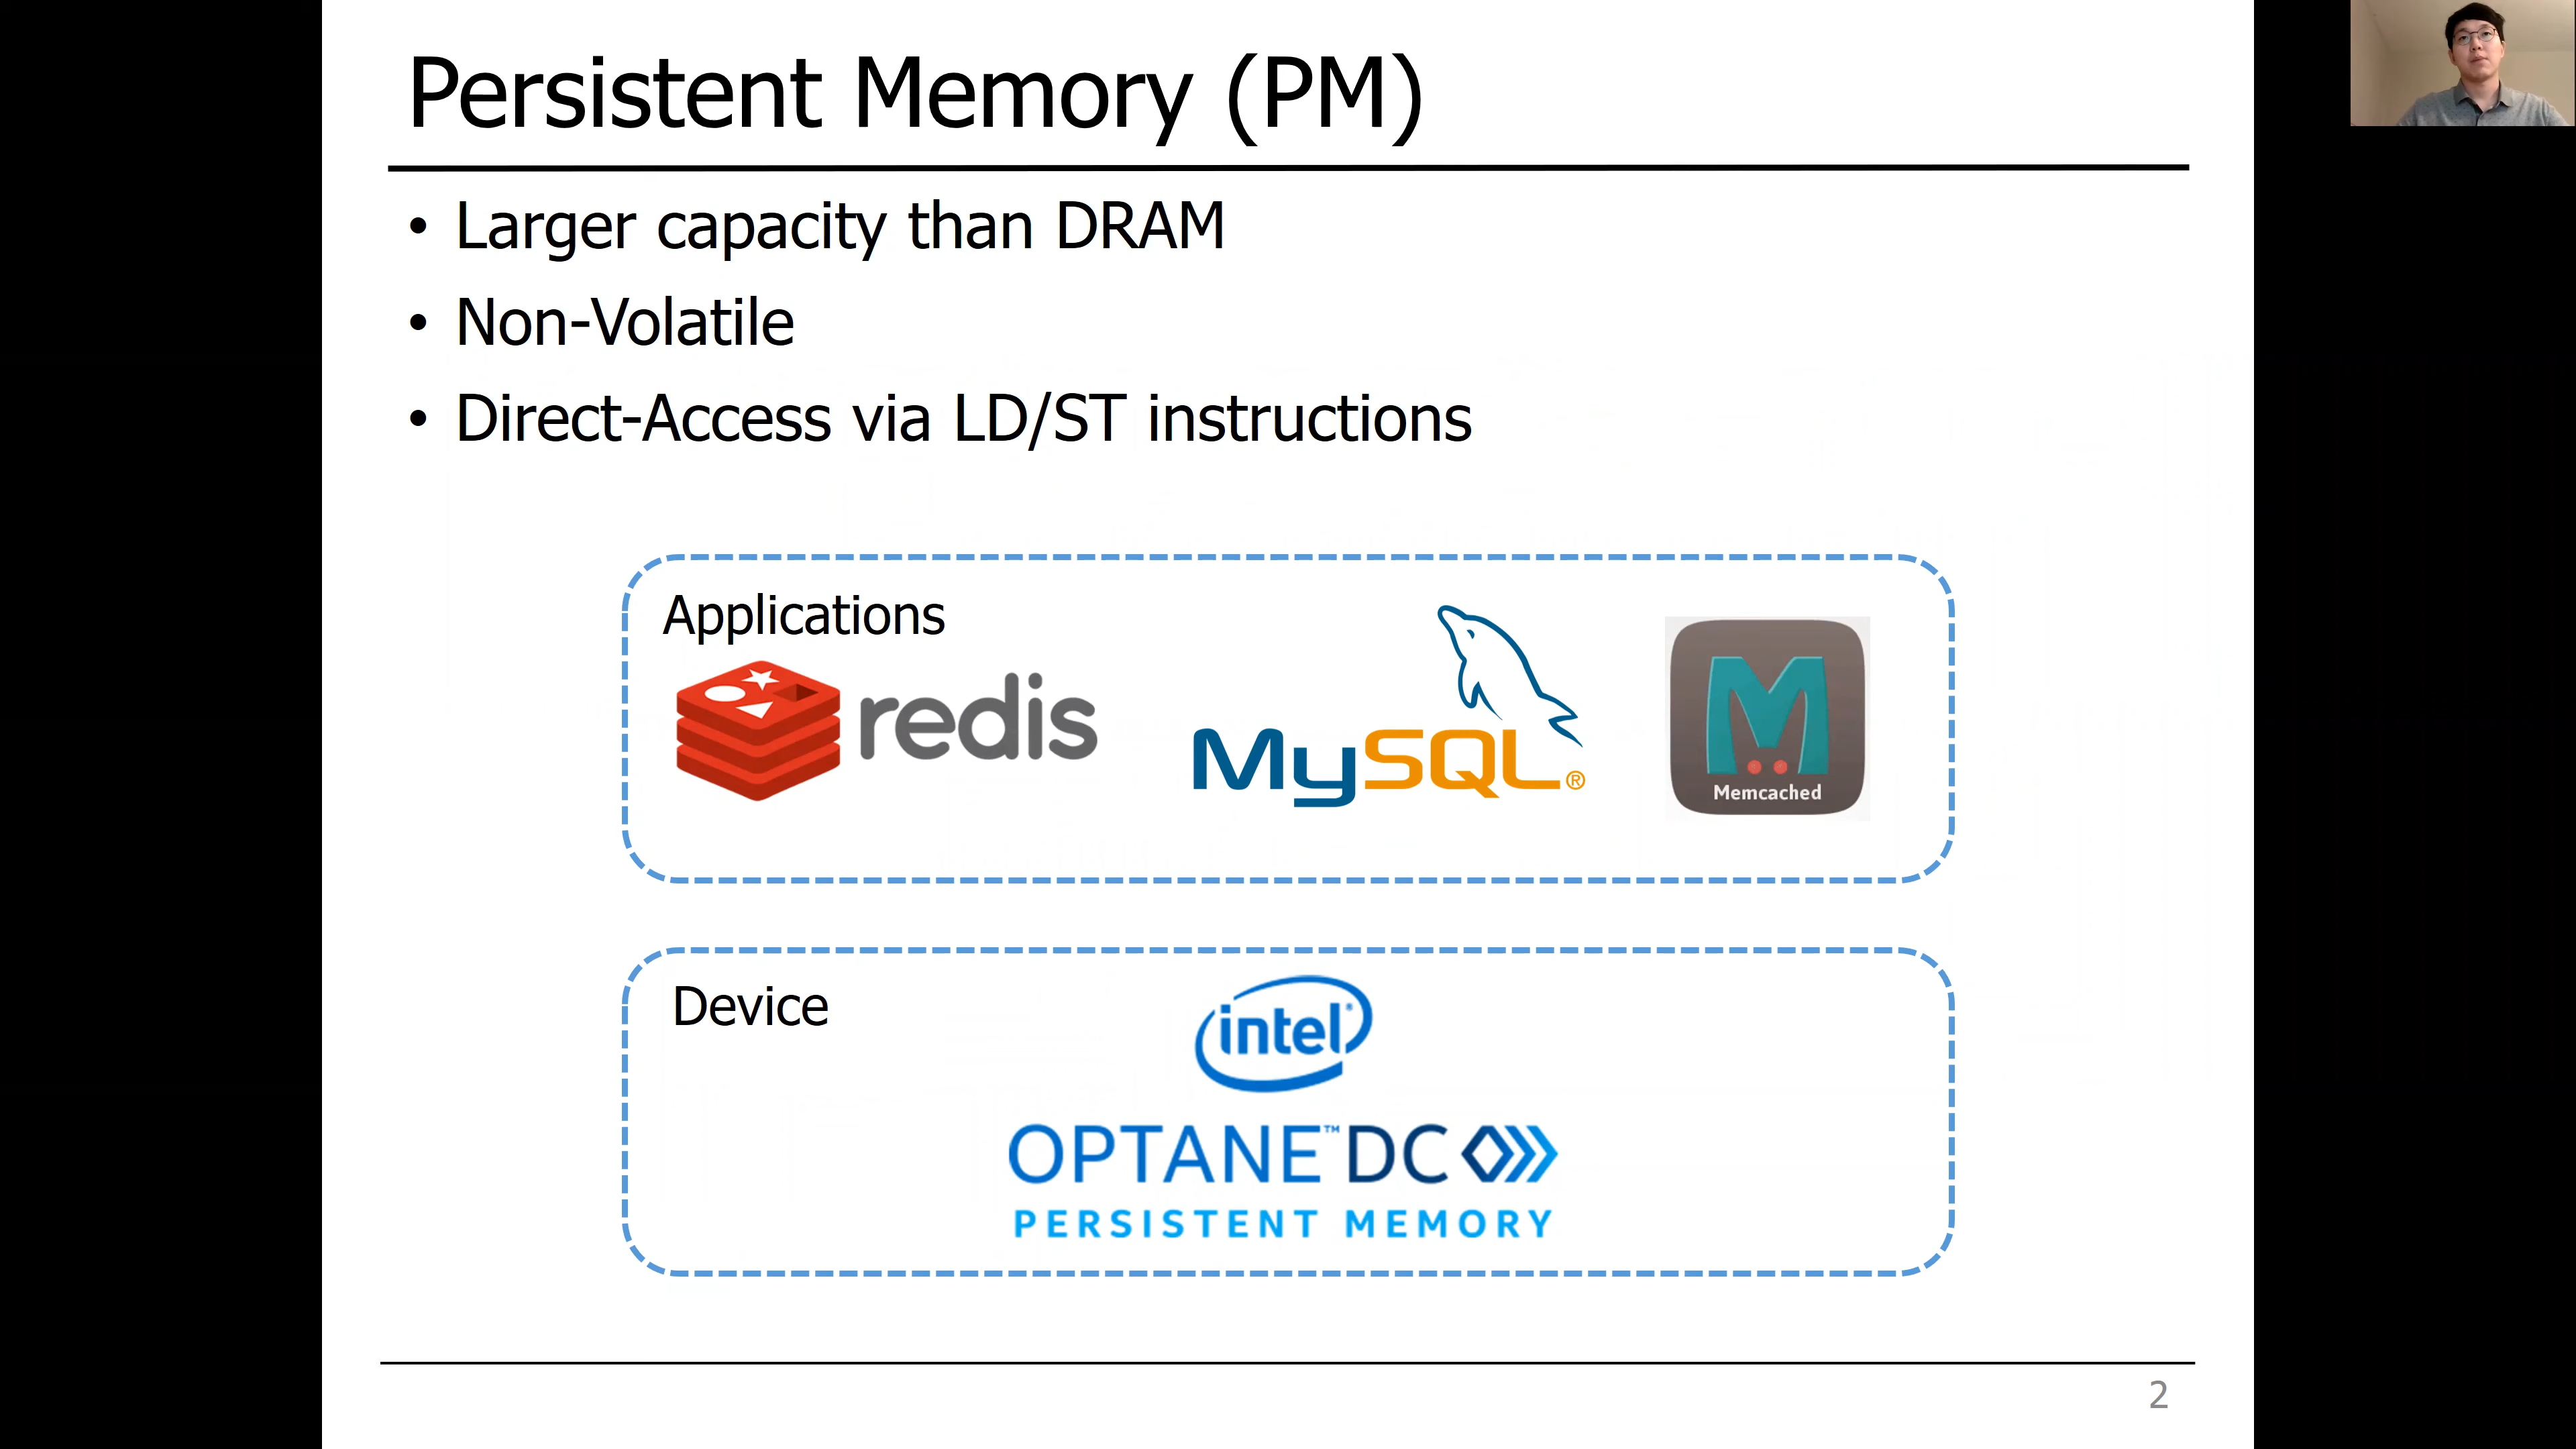 Persistent Memory (PM)
• Larger capacity than DRAM
• Non-Volatile
• Direct-Access via LD/ST instructions
Applications
redis
MySQL®
Memcached
Device
intel®
OPTANE™ DC
PERSISTENT MEMORY
2